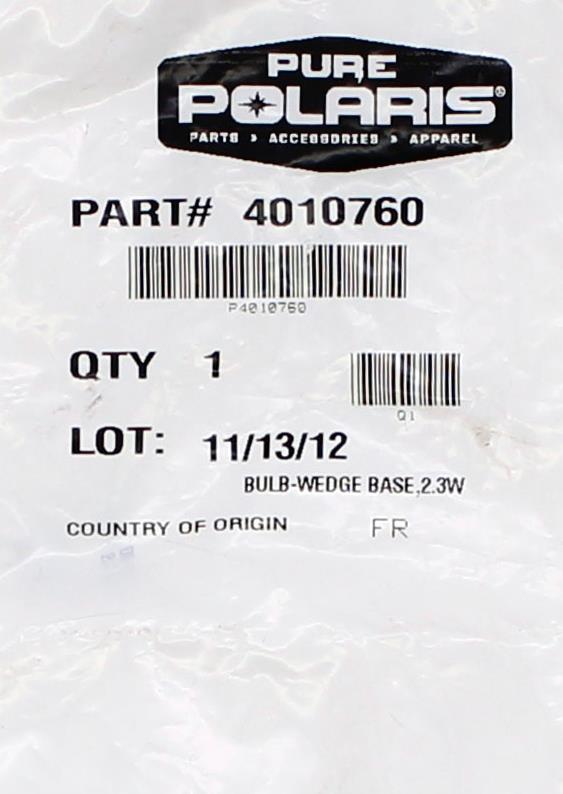 PURE
POLARIS®
PARTS › ACCESSORIES › APPAREL
PART# 4010760
P4010760
QTY 1
Q1
LOT: 11/13/12
BULB-WEDGE BASE,2.3W
COUNTRY OF ORIGIN FR